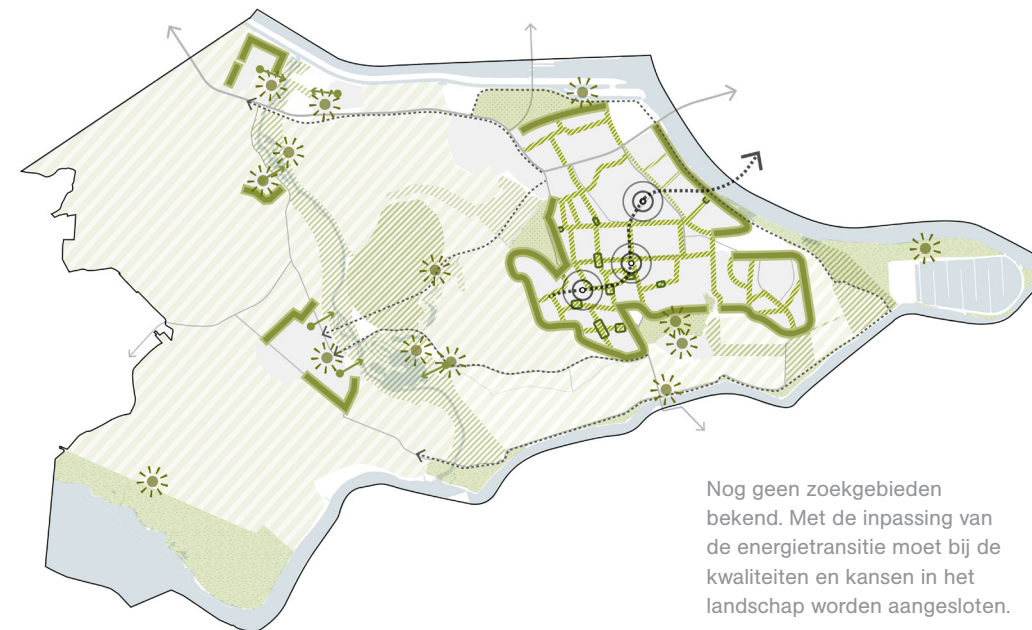 Nog geen zoekgebieden
bekend. Met de inpassing van
de energietransitie moet bij de
kwaliteiten en kansen in het
landschap worden aangesloten.